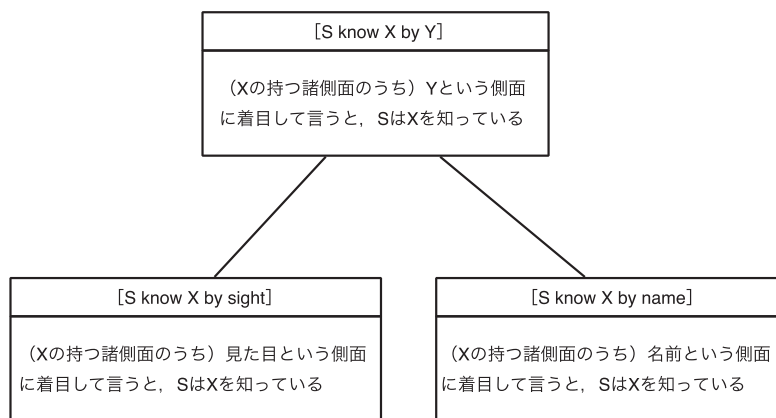 ［S know X by Y］
（Xの持つ諸側面のうち）Yという側面
に着目して言うと，SはXを知っている
［S know X by sight］
（Xの持つ諸側面のうち）見た目という側面
に着目して言うと，SはXを知っている
［S know X by name］
（Xの持つ諸側面のうち）名前という側面
に着目して言うと，SはXを知っている